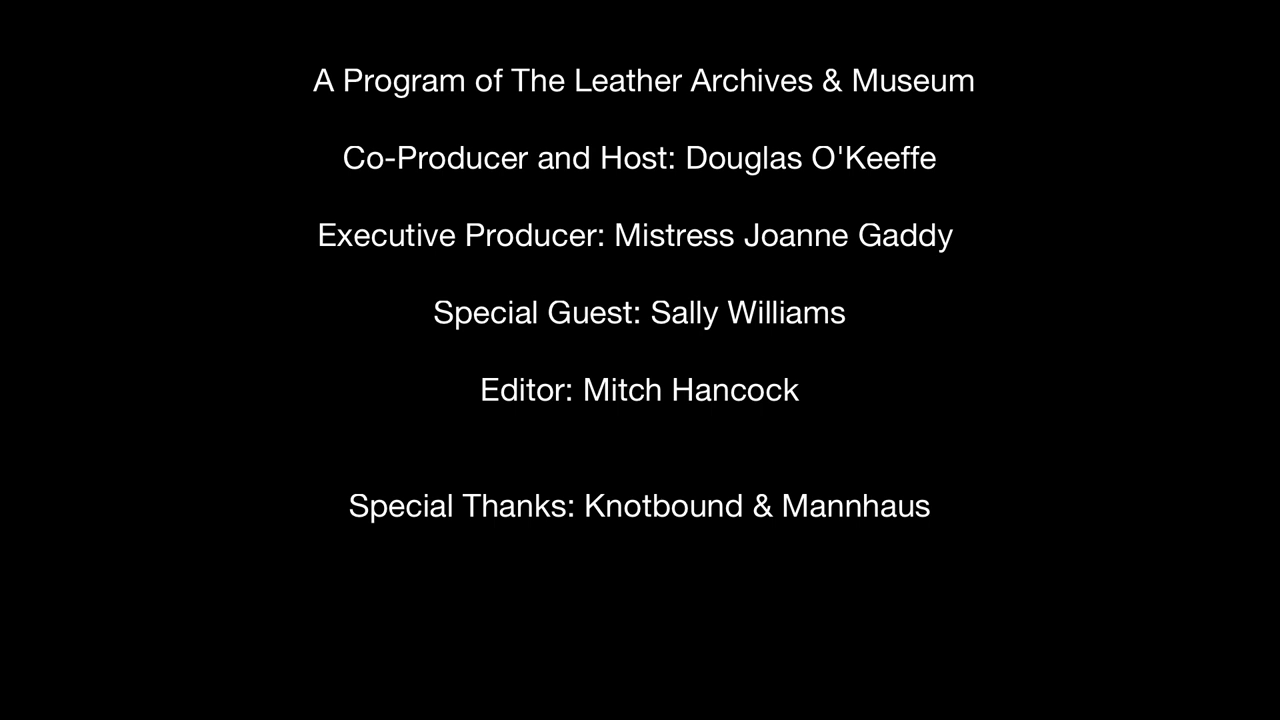 A Program of The Leather Archives & Museum
Co-Producer and Host: Douglas O'Keeffe
Executive Producer: Mistress Joanne Gaddy
Special Guest: Sally Williams
Editor: Mitch Hancock
Special Thanks: Knotbound & Mannhaus